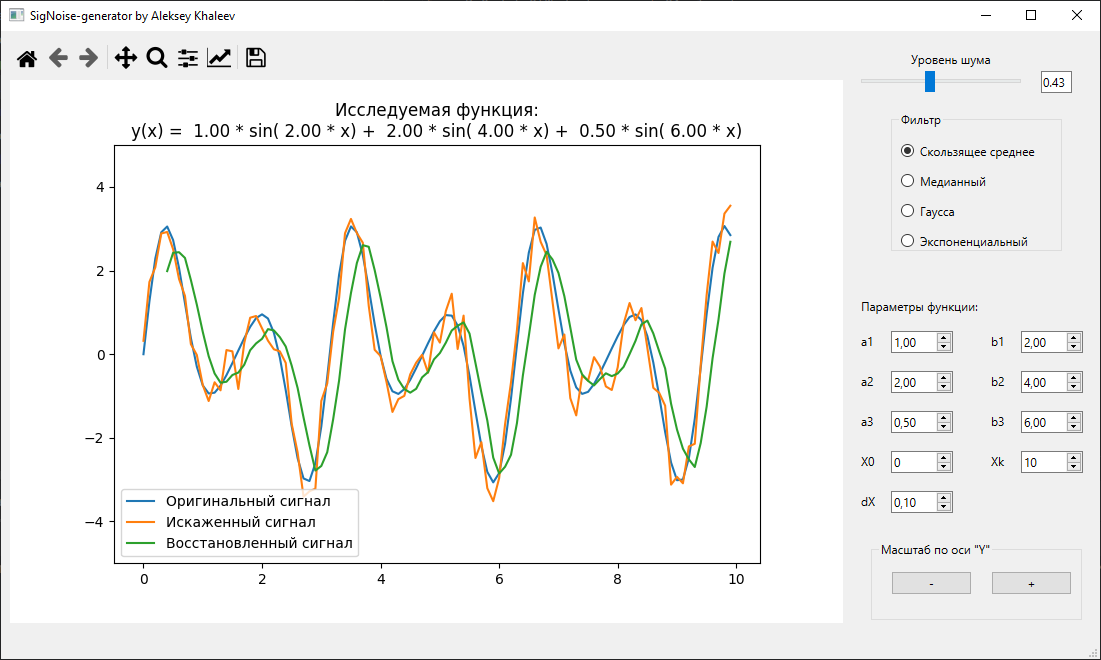 SigNoise-generator by Aleksey Khaleev
Уровень шума
0.43
Исследуемая функция:
y(x) =  1.00 * sin( 2.00 * x) +  2.00 * sin( 4.00 * x) +  0.50 * sin( 6.00 * x)
4
2
0
−2
−4
0 2 4 6 8 10
Оригинальный сигнал
Искаженный сигнал
Восстановленный сигнал
Фильтр
Скользящее среднее
Медианный
Гаусса
Экспоненциальный
Параметры функции:
a1 1,00 b1 2,00
a2 2,00 b2 4,00
a3 0,50 b3 6,00
X0 0 Xk 10
dX 0,10
Масштаб по оси "Y"
- +